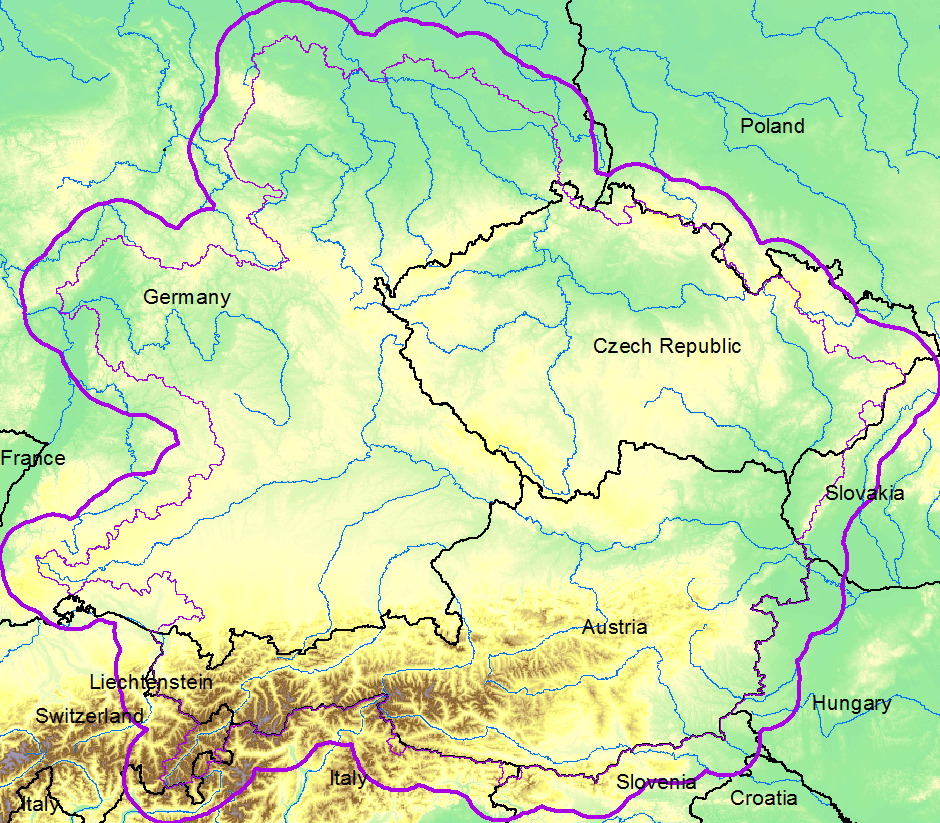 Poland
Germany
Czech Republic
France
Slovakia
Austria
Liechtenstein
Switzerland
Hungary
Italy
Slovenia
Italy
Croatia